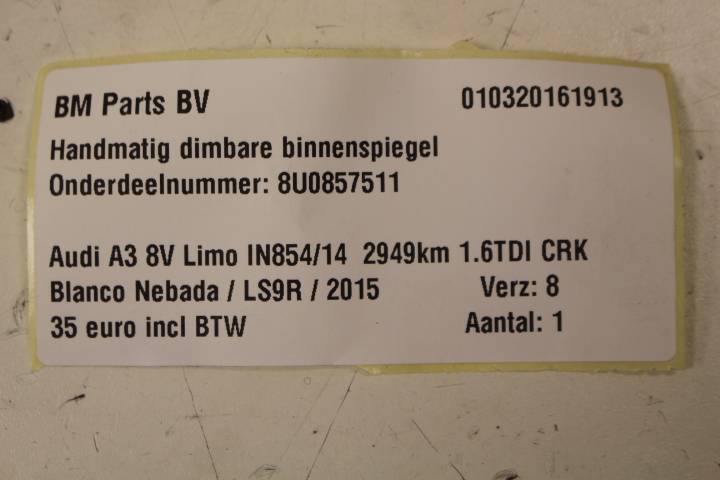 BM Parts BV 010320161913
Handmatig dimbare binnenspiegel
Onderdeelnummer: 8U0857511
Audi A3 8V Limo IN854/14 2949km 1.6TDI CRK
Blanco Nebada / LS9R / 2015 Verz: 8
35 euro incl BTW Aantal: 1